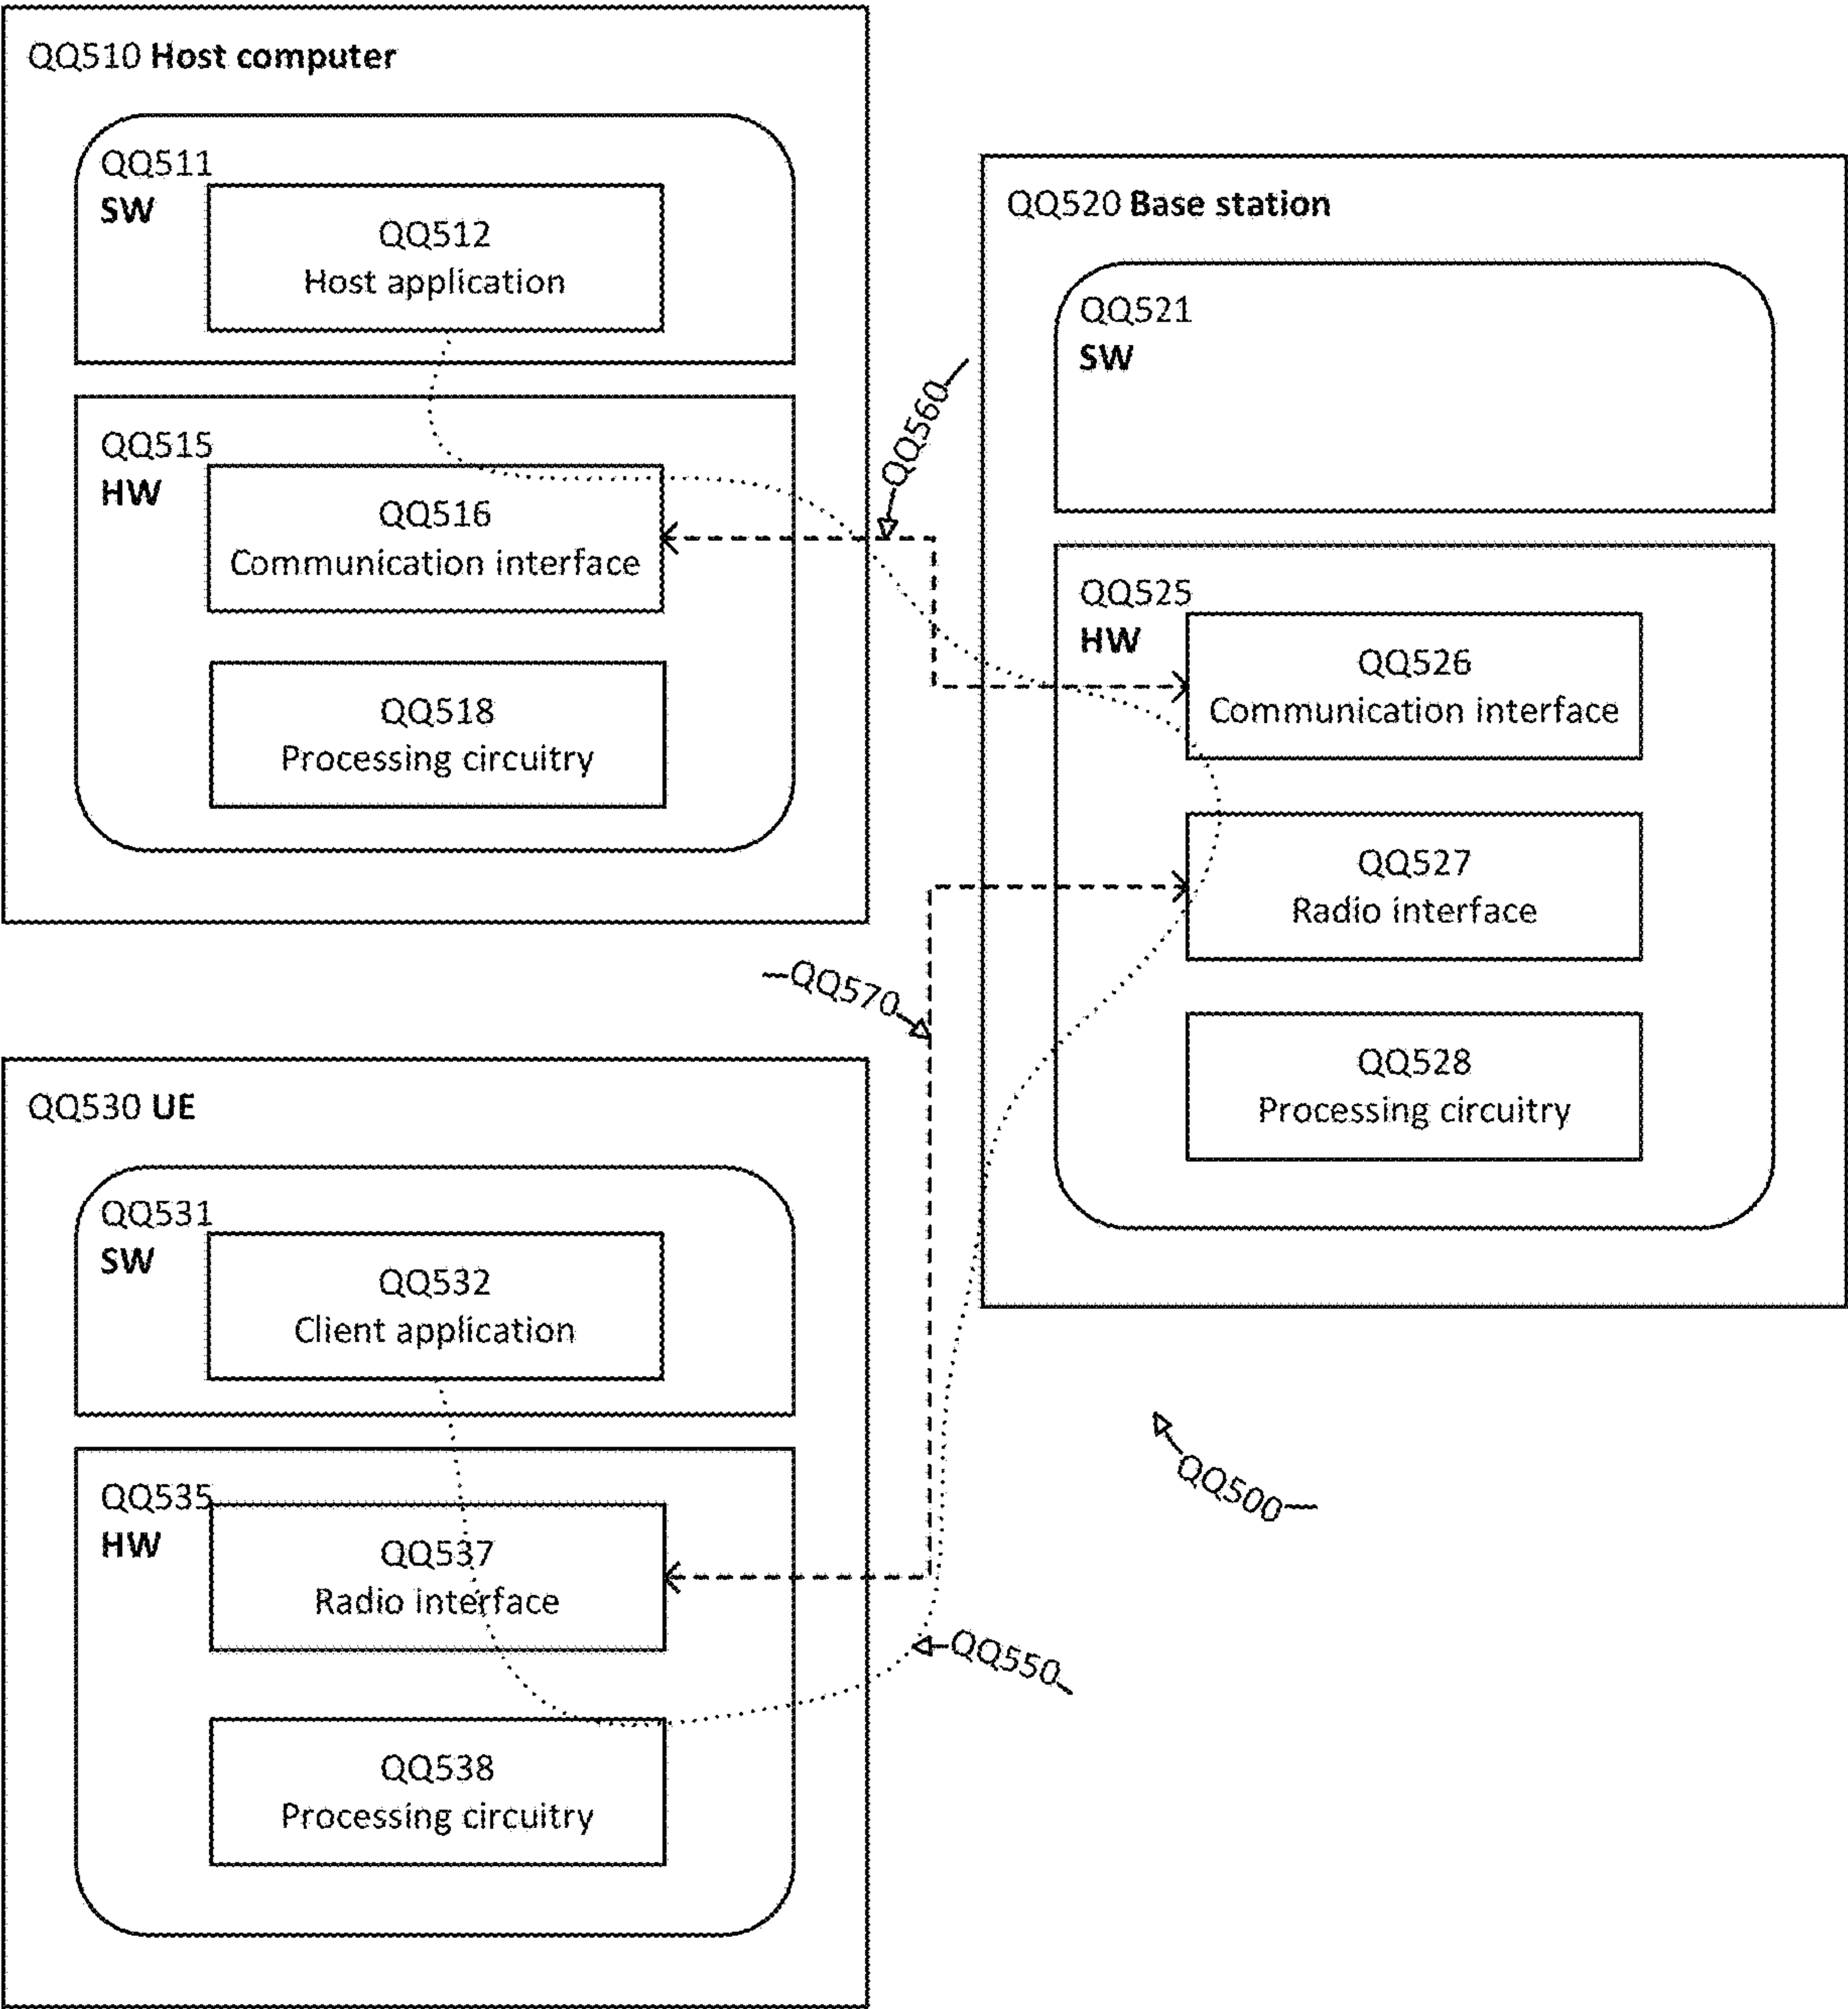 QQ510 Host computer
QQ511
SW
QQ512
Host application
QQ515
HW
QQ516
Communication interface
QQ518
Processing circuitry
QQ520 Base station
QQ521
SW
QQ525
HW
QQ526
Communication interface
QQ527
Radio interface
QQ528
Processing circuitry
QQ560
QQ570
QQ530 UE
QQ531
SW
QQ532
Client application
QQ535
HW
QQ537
Radio interface
QQ538
Processing circuitry
QQ500
QQ550